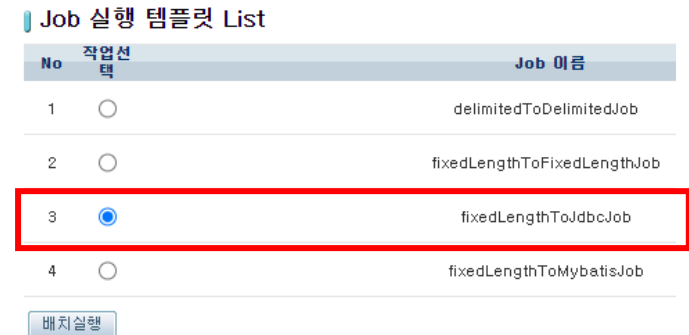 Job 실행 템플릿 List
No 작업선택 Job 이름
1 delimitedToDelimitedJob
2 fixedLengthToFixedLengthJob
3 fixedLengthToJdbcJob
4 fixedLengthToMybatisJob
배치실행